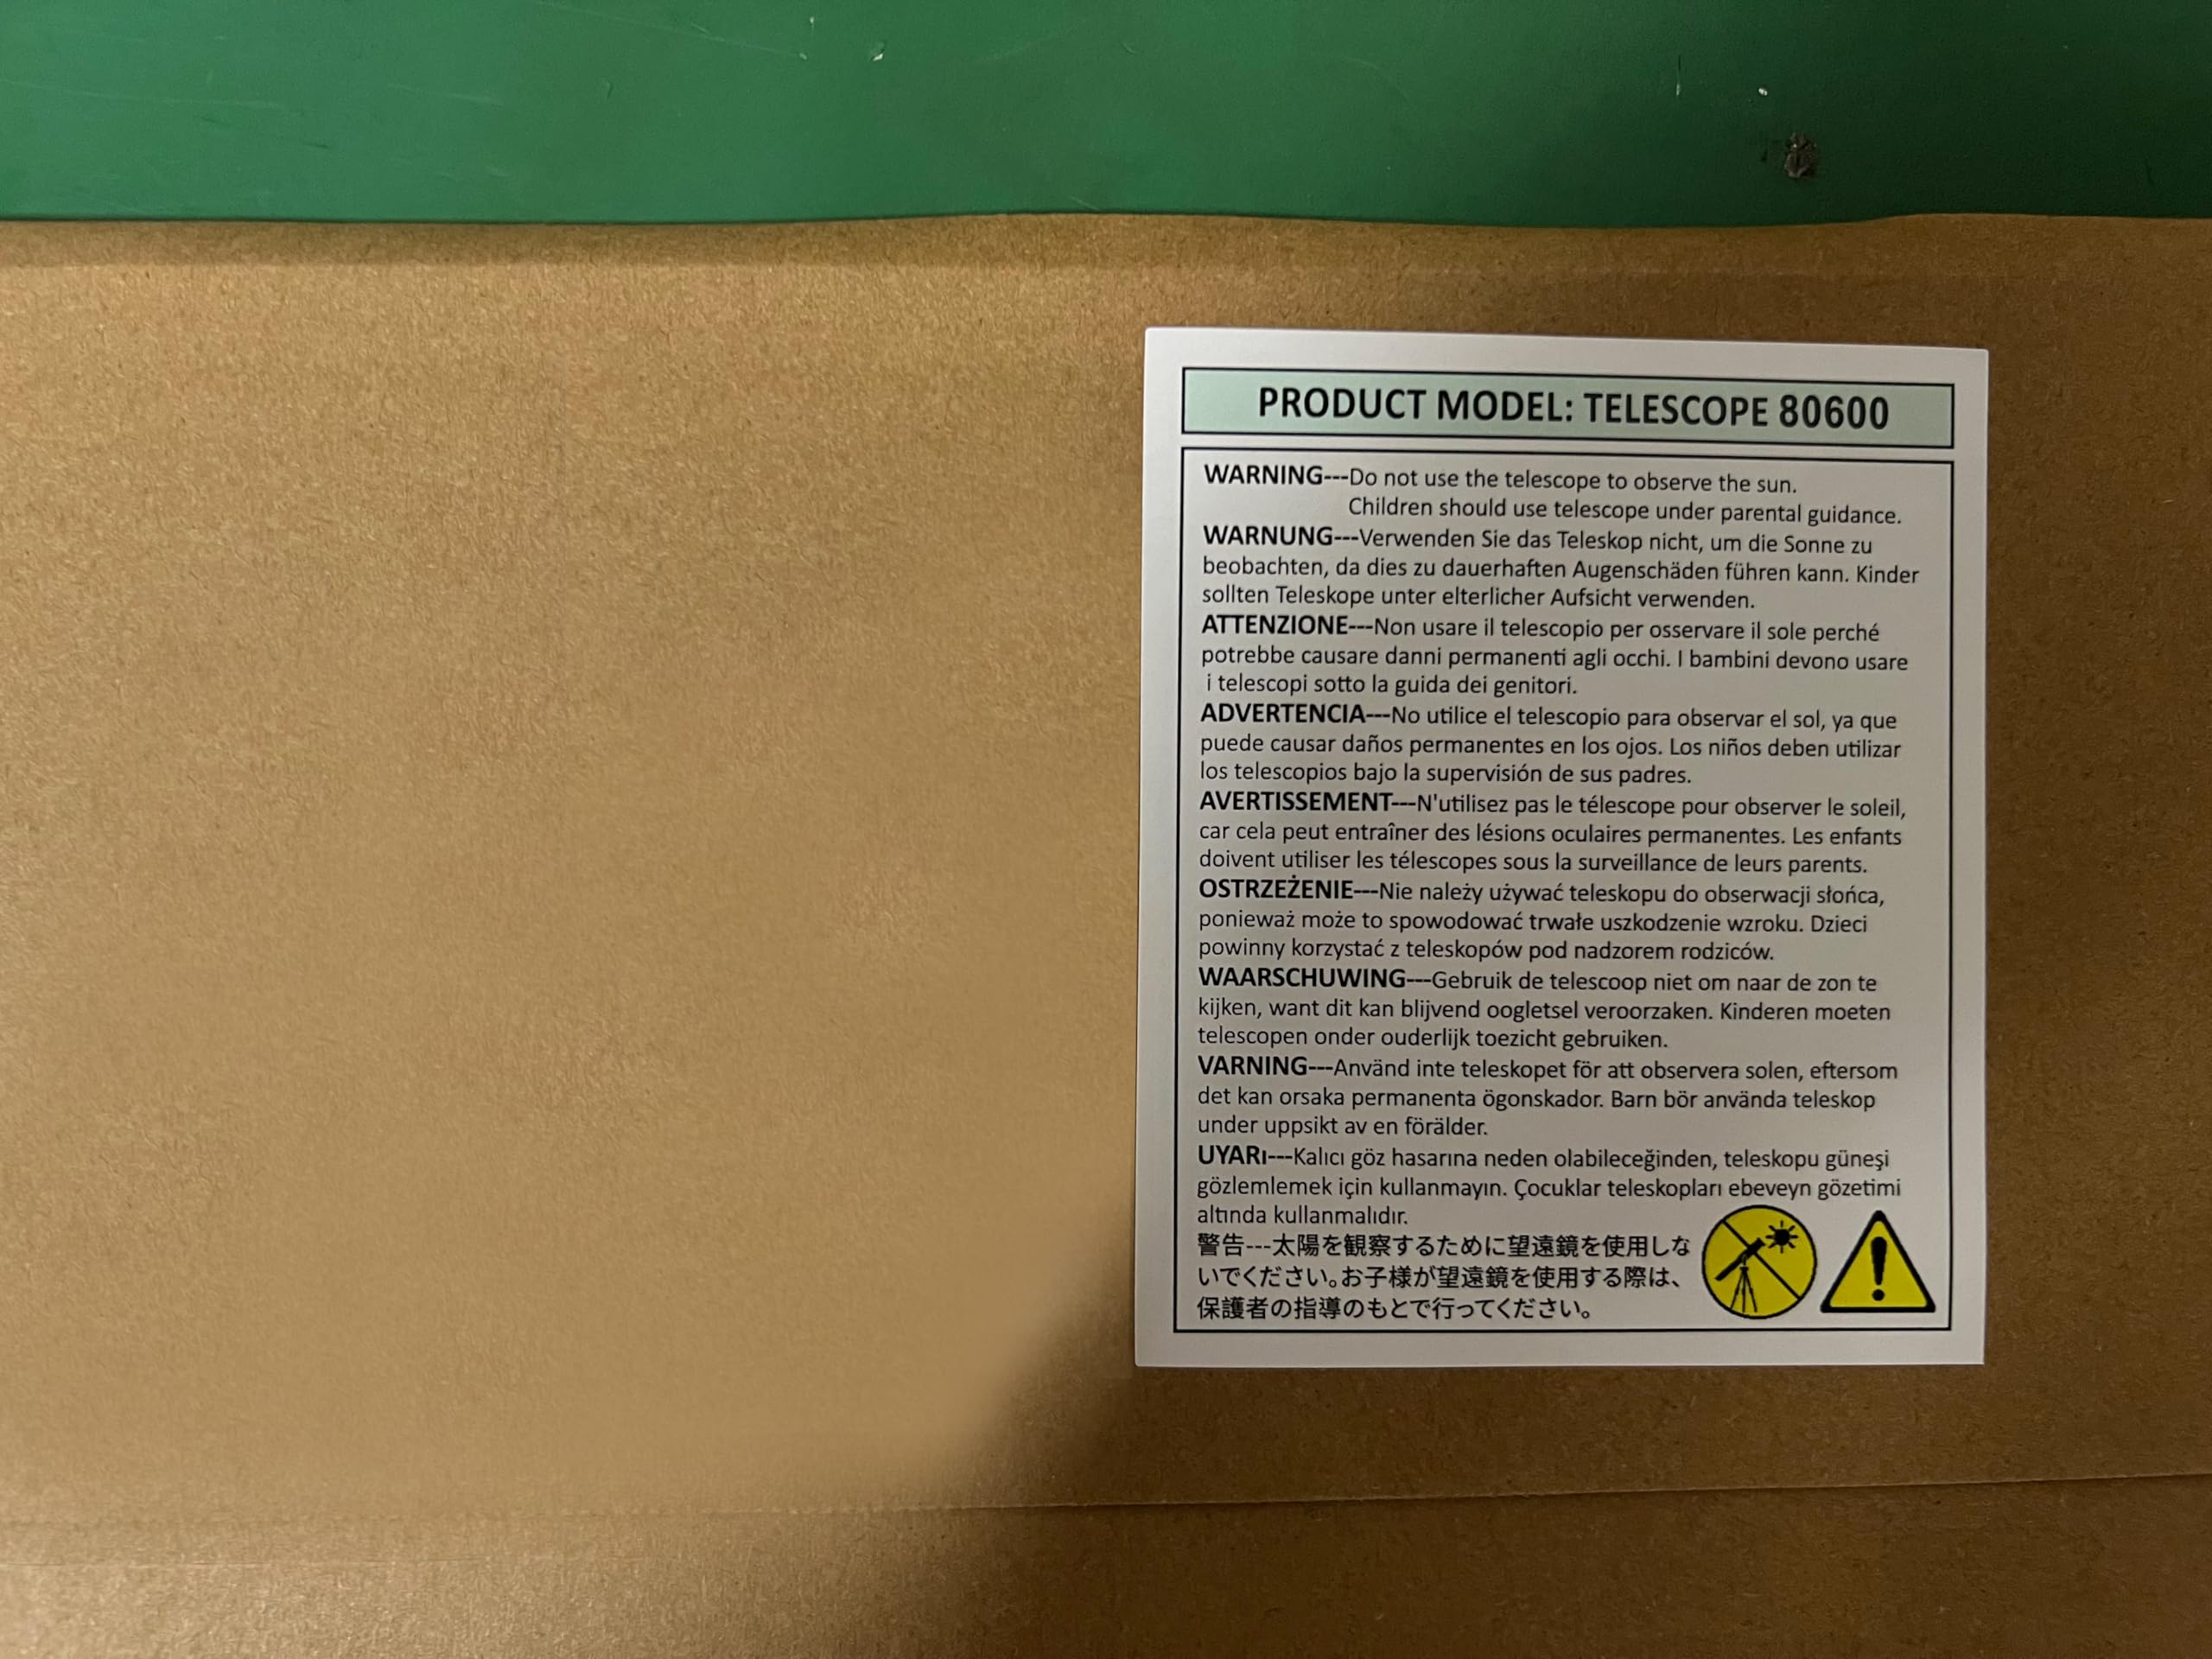 PRODUCT MODEL: TELESCOPE 80600
WARNING---Do not use the telescope to observe the sun.
Children should use telescope under parental guidance.
WARNUNG---Verwenden Sie das Teleskop nicht, um die Sonne zu
beobachten, da dies zu dauerhaften Augenschäden führen kann. Kinder
sollten Teleskope unter elterlicher Aufsicht verwenden.
ATTENZIONE---Non usare il telescopio per osservare il sole perché
potrebbe causare danni permanenti agli occhi. I bambini devono usare
i telescopi sotto la guida dei genitori.
ADVERTENCIA---No utilice el telescopio para observar el sol, ya que
puede causar daños permanentes en los ojos. Los niños deben utilizar
los telescopios bajo la supervisión de sus padres.
AVERTISSEMENT---N'utilisez pas le télescope pour observer le soleil,
car cela peut entraîner des lésions oculaires permanentes. Les enfants
doivent utiliser les télescopes sous la surveillance de leurs parents.
OSTRZEŻENIE---Nie należy używać teleskopu do obserwacji słońca,
ponieważ może to spowodować trwałe uszkodzenie wzroku. Dzieci
powinny korzystać z teleskopów pod nadzorem rodziców.
WAARSCHUWING---Gebruik de telescoop niet om naar de zon te
kijken, want dit kan blijvend oogletsel veroorzaken. Kinderen moeten
telescopen onder ouderlijk toezicht gebruiken.
VARNING---Använd inte teleskopet för att observera solen, eftersom
det kan orsaka permanenta ögonskador. Barn bör använda teleskop
under uppsikt av en förälder.
UYARı---Kalıcı göz hasarına neden olabileceğinden, teleskopu güneşi
gözlemlemek için kullanmayın. Çocuklar teleskopları ebeveyn gözetimi
altında kullanmalıdır.
警告---太陽を観察するために望遠鏡を使用しな
いでください。お子様が望遠鏡を使用する際は、
保護者の指導のもとで行ってください。